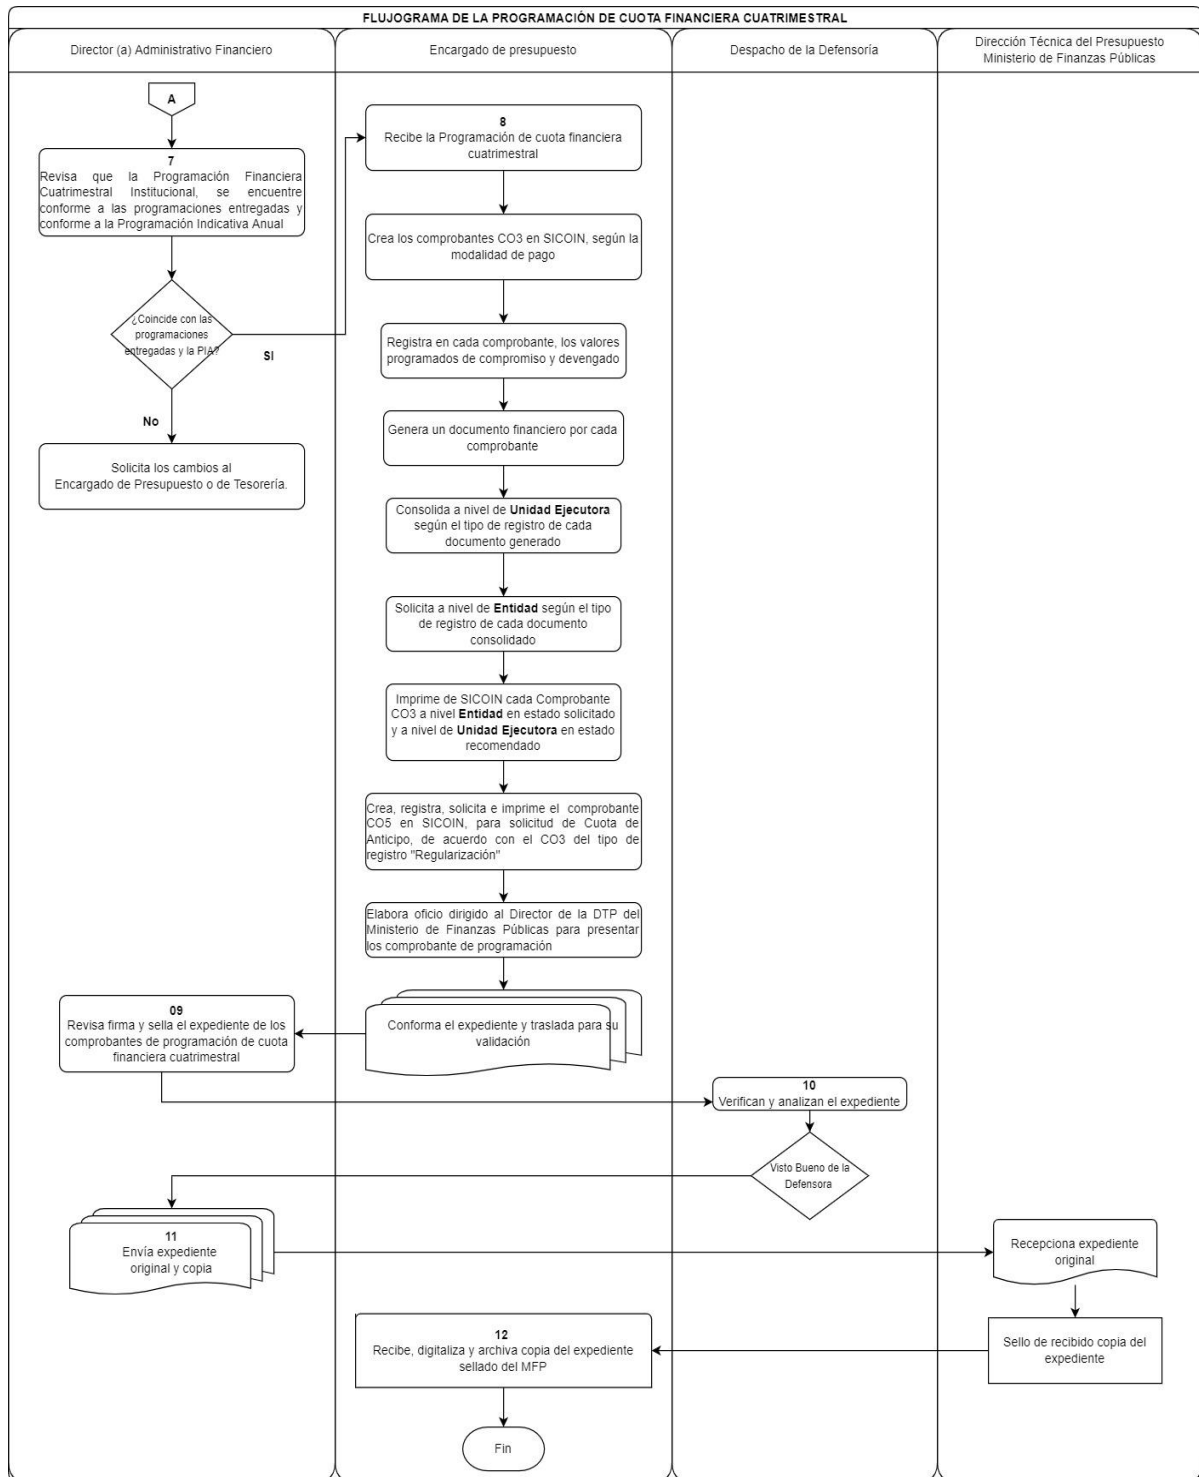 FLUJOGRAMA DE LA PROGRAMACIÓN DE CUOTA FINANCIERA CUATRIMESTRAL
Director (a) Administrativo Financiero
Encargado de presupuesto
Despacho de la Defensoría
Dirección Técnica del Presupuesto
Ministerio de Finanzas Públicas
A
7
Revisa que la Programación Financiera
Cuatrimestral Institucional, se encuentre
conforme a las programaciones entregadas y
conforme a la Programación Indicativa Anual
¿Coincide con las
programaciones
entregadas y la PIA?
SI
No
Solicita los cambios al
Encargado de Presupuesto o de Tesorería.
8
Recibe la Programación de cuota financiera
cuatrimestral
Crea los comprobantes CO3 en SICOIN, según la
modalidad de pago
Registra en cada comprobante, los valores
programados de compromiso y devengado
Genera un documento financiero por cada
comprobante
Consolida a nivel de Unidad Ejecutora
según el tipo de registro de cada
documento generado
Solicita a nivel de Entidad según el tipo
de registro de cada documento
consolidado
Imprime de SICOIN cada Comprobante
CO3 a nivel Entidad en estado solicitado
y a nivel de Unidad Ejecutora en estado
recomendado
Crea, registra, solicita e imprime el comprobante
CO5 en SICOIN, para solicitud de Cuota de
Anticipo, de acuerdo con el CO3 del tipo de
registro "Regularización"
Elabora oficio dirigido al Director de la DTP del
Ministerio de Finanzas Públicas para presentar
los comprobante de programación
Conforma el expediente y traslada para su
validación
09
Revisa firma y sella el expediente de los
comprobantes de programación de cuota
financiera cuatrimestral
10
Verifican y analizan el expediente
Visto Bueno de la
Defensora
11
Envía expediente
original y copia
Recepciona expediente
original
Sello de recibido copia del
expediente
12
Recibe, digitaliza y archiva copia del expediente
sellado del MFP
Fin